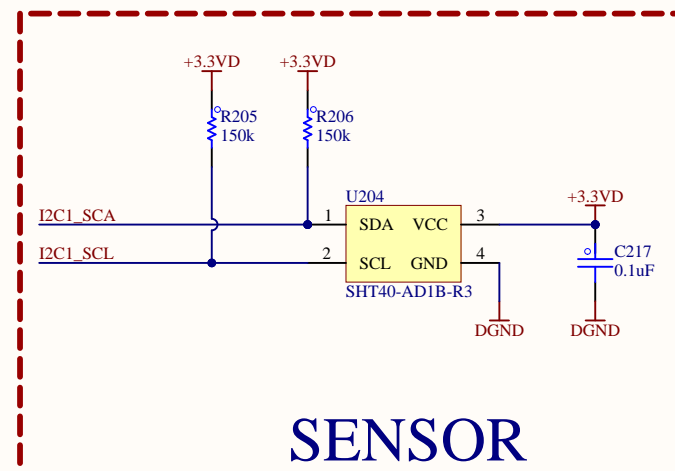 +3.3VD
+3.3VD
R205
150k
R206
150k
U204
+3.3VD
I2C1_SCA
1
SDA
VCC
3
I2C1_SCL
2
SCL
GND
4
C217
0.1uF
SHT40-AD1B-R3
DGND
DGND
SENSOR